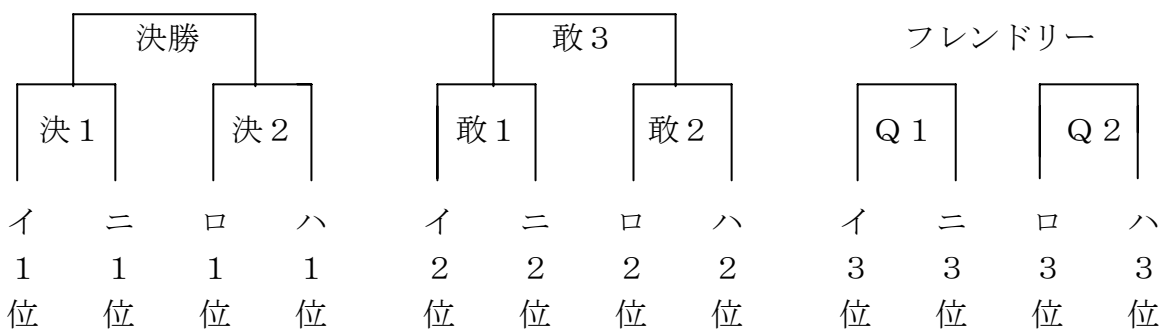 決勝 敢３ フレンドリー
決１ 決２ 敢１ 敢２ Ｑ１ Ｑ２
イ ニ ロ ハ イ ニ ロ ハ イ ニ ロ ハ
１ １ １ １ ２ ２ ２ ２ ３ ３ ３ ３
位 位 位 位 位 位 位 位 位 位 位 位